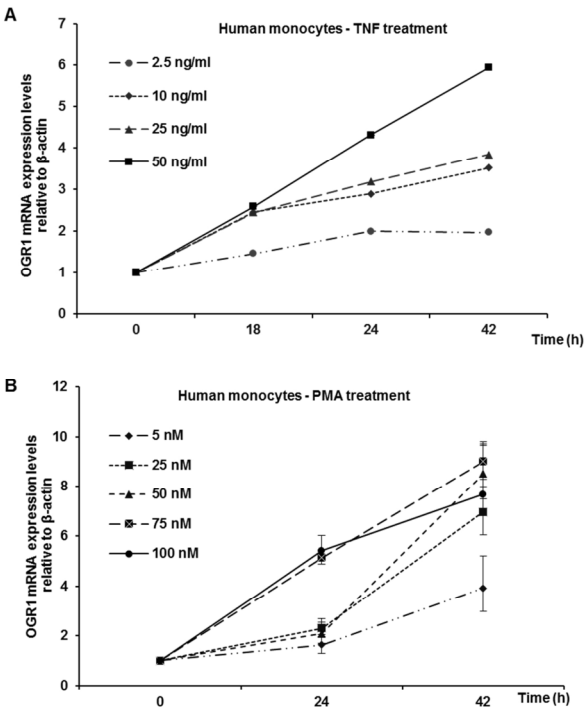 A
Human monocytes - TNF treatment
OGR1 mRNA expression levels
relative to β-actin
7
6
5
4
3
2
1
0
2.5 ng/ml
10 ng/ml
25 ng/ml
50 ng/ml
0 18 24 42
Time (h)
B
Human monocytes - PMA treatment
OGR1 mRNA expression levels
relative to β-actin
12
10
8
6
4
2
0
5 nM
25 nM
50 nM
75 nM
100 nM
0 24 42
Time (h)